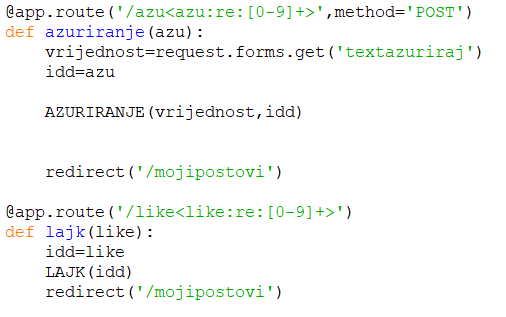 @app.route('/azu<azu:re:[0-9]+>',method='POST')
def azuriranje(azu):
    vrijednost=request.forms.get('textazuriraj')
    idd=azu
    AZURIRANJE(vrijednost,idd)
    redirect('/mojipostovi')
@app.route('/like<like:re:[0-9]+>')
def lajk(like):
    idd=like
    LAJK(idd)
    redirect('/mojipostovi')